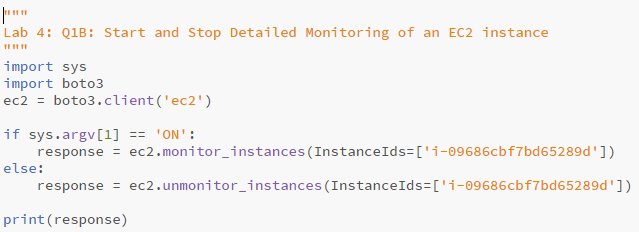 """
Lab 4: Q1B: Start and Stop Detailed Monitoring of an EC2 instance
"""
import sys
import boto3
ec2 = boto3.client('ec2')

if sys.argv[1] == 'ON':
    response = ec2.monitor_instances(InstanceIds=['i-09686cbf7bd65289d'])
else:
    response = ec2.unmonitor_instances(InstanceIds=['i-09686cbf7bd65289d'])

print(response)